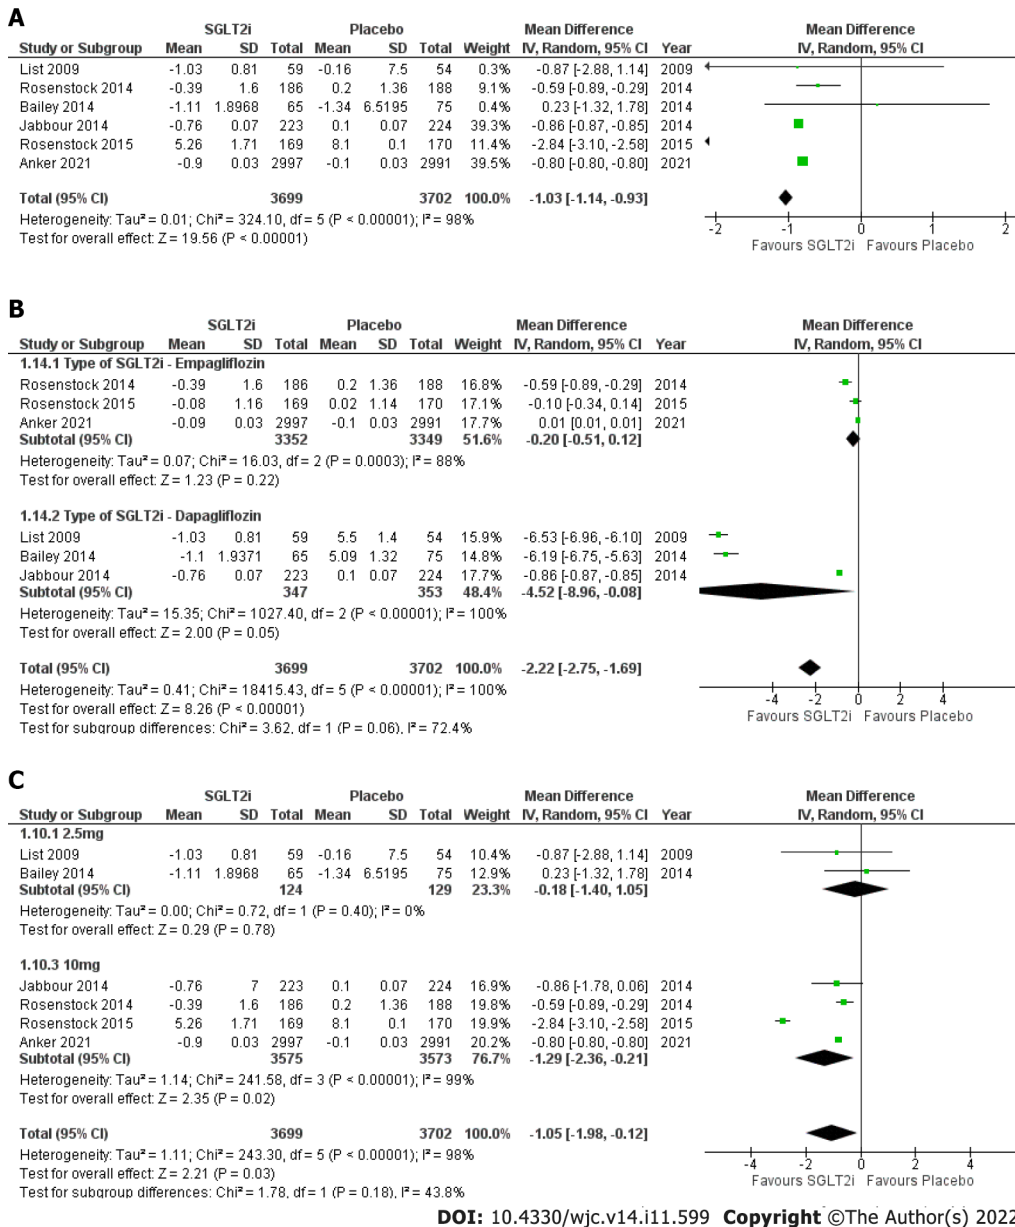 A
SGLT2i Placebo Mean Difference Mean Difference
Study or Subgroup Mean SD Total Mean SD Total Weight IV, Random, 95% CI Year IV, Random, 95% CI
List 2009 -1.03 0.81 59 -0.16 7.5 54 0.3% -0.87 [-2.88, 1.14] 2009
Rosenstock 2014 -0.39 1.6 186 0.2 1.36 188 9.1% -0.59 [-0.89, -0.29] 2014
Bailey 2014 -1.11 1.8968 65 -1.34 6.5195 75 0.4% 0.23 [-1.32, 1.78] 2014
Jabbour 2014 -0.76 0.07 223 0.1 0.07 224 39.3% -0.86 [-0.87, -0.85] 2014
Rosenstock 2015 5.26 1.71 169 8.1 0.1 170 11.4% -2.84 [-3.10, -2.58] 2015
Anker 2021 -0.9 0.03 2997 -0.1 0.03 2991 39.5% -0.80 [-0.80, -0.80] 2021
Total (95% CI) 3699 3702 100.0% -1.03 [-1.14, -0.93]
Heterogeneity: Tau² = 0.01; Chi² = 324.10, df = 5 (P < 0.00001); I² = 98%
Test for overall effect: Z = 19.56 (P < 0.00001)
-2 -1 0 1 2
Favours SGLT2i Favours Placebo
B
SGLT2i Placebo Mean Difference Mean Difference
Study or Subgroup Mean SD Total Mean SD Total Weight IV, Random, 95% CI Year IV, Random, 95% CI
1.14.1 Type of SGLT2i - Empagliflozin
Rosenstock 2014 -0.39 1.6 186 0.2 1.36 188 16.8% -0.59 [-0.89, -0.29] 2014
Rosenstock 2015 -0.08 1.16 169 0.02 1.14 170 17.1% -0.10 [-0.34, 0.14] 2015
Anker 2021 -0.09 0.03 2997 -0.1 0.03 2991 17.7% 0.01 [0.01, 0.01] 2021
Subtotal (95% CI) 3352 3349 51.6% -0.20 [-0.51, 0.12]
Heterogeneity: Tau² = 0.07; Chi² = 16.03, df = 2 (P = 0.0003); I² = 88%
Test for overall effect: Z = 1.23 (P = 0.22)
1.14.2 Type of SGLT2i - Dapagliflozin
List 2009 -1.03 0.81 59 5.5 1.4 54 15.9% -6.53 [-6.96, -6.10] 2009
Bailey 2014 -1.1 1.9371 65 5.09 1.32 75 14.8% -6.19 [-6.75, -5.63] 2014
Jabbour 2014 -0.76 0.07 223 0.1 0.07 224 17.7% -0.86 [-0.87, -0.85] 2014
Subtotal (95% CI) 347 353 48.4% -4.52 [-8.96, -0.08]
Heterogeneity: Tau² = 15.35; Chi² = 1027.40, df = 2 (P < 0.00001); I² = 100%
Test for overall effect: Z = 2.00 (P = 0.05)
Total (95% CI) 3699 3702 100.0% -2.22 [-2.75, -1.69]
Heterogeneity: Tau² = 0.41; Chi² = 18415.43, df = 5 (P < 0.00001); I² = 100%
Test for overall effect: Z = 8.26 (P < 0.00001)
Test for subgroup differences: Chi² = 3.62, df = 1 (P = 0.06), I² = 72.4%
-4 -2 0 2 4
Favours SGLT2i Favours Placebo
C
SGLT2i Placebo Mean Difference Mean Difference
Study or Subgroup Mean SD Total Mean SD Total Weight IV, Random, 95% CI Year IV, Random, 95% CI
1.10.1 2.5mg
List 2009 -1.03 0.81 59 -0.16 7.5 54 10.4% -0.87 [-2.88, 1.14] 2009
Bailey 2014 -1.11 1.8968 65 -1.34 6.5195 75 12.9% 0.23 [-1.32, 1.78] 2014
Subtotal (95% CI) 124 129 23.3% -0.18 [-1.40, 1.05]
Heterogeneity: Tau² = 0.00; Chi² = 0.72, df = 1 (P = 0.40); I² = 0%
Test for overall effect: Z = 0.29 (P = 0.78)
1.10.3 10mg
Jabbour 2014 -0.76 7 223 0.1 0.07 224 16.9% -0.86 [-1.78, 0.06] 2014
Rosenstock 2014 -0.39 1.6 186 0.2 1.36 188 19.8% -0.59 [-0.89, -0.29] 2014
Rosenstock 2015 5.26 1.71 169 8.1 0.1 170 19.9% -2.84 [-3.10, -2.58] 2015
Anker 2021 -0.9 0.03 2997 -0.1 0.03 2991 20.2% -0.80 [-0.80, -0.80] 2021
Subtotal (95% CI) 3575 3573 76.7% -1.29 [-2.36, -0.21]
Heterogeneity: Tau² = 1.14; Chi² = 241.58, df = 3 (P < 0.00001); I² = 99%
Test for overall effect: Z = 2.35 (P = 0.02)
Total (95% CI) 3699 3702 100.0% -1.05 [-1.98, -0.12]
Heterogeneity: Tau² = 1.11; Chi² = 243.30, df = 5 (P < 0.00001); I² = 98%
Test for overall effect: Z = 2.21 (P = 0.03)
Test for subgroup differences: Chi² = 1.78, df = 1 (P = 0.18), I² = 43.8%
-4 -2 0 2 4
Favours SGLT2i Favours Placebo
DOI: 10.4330/wjc.v14.i11.599 Copyright ©The Author(s) 2022